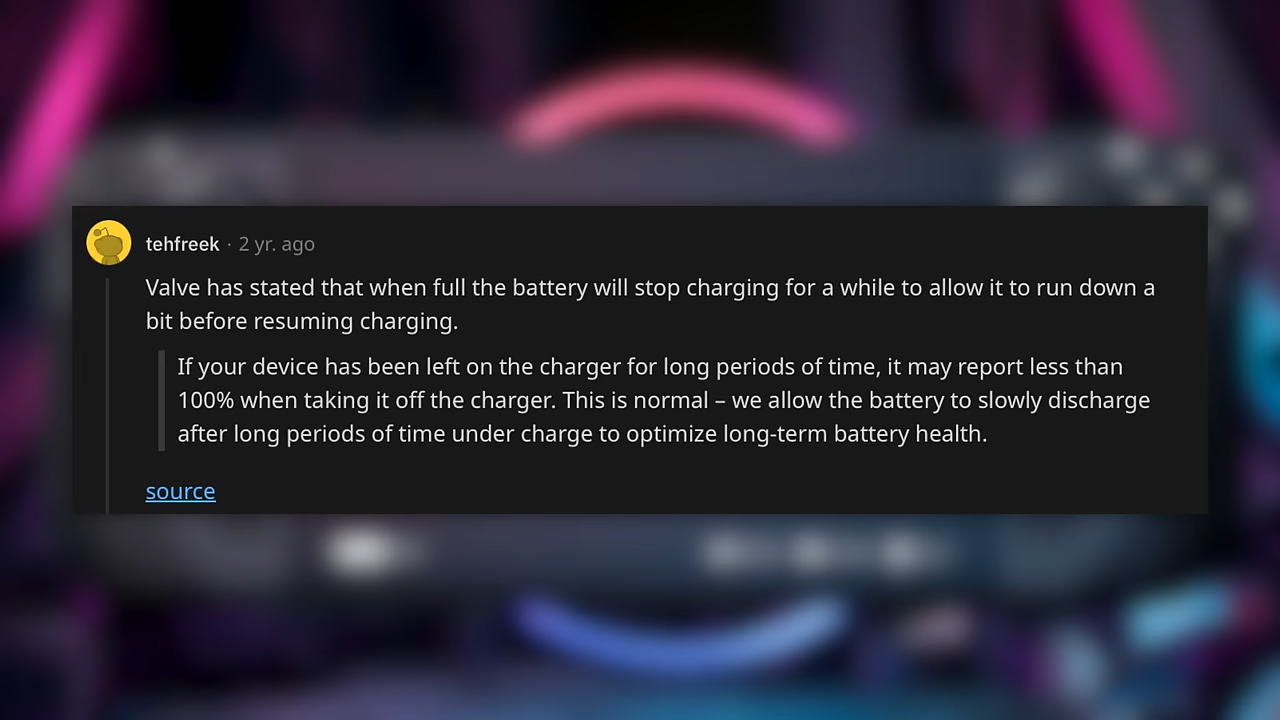 tehfreek · 2 yr. ago
Valve has stated that when full the battery will stop charging for a while to allow it to run down a
bit before resuming charging.
If your device has been left on the charger for long periods of time, it may report less than
100% when taking it off the charger. This is normal – we allow the battery to slowly discharge
after long periods of time under charge to optimize long-term battery health.
source